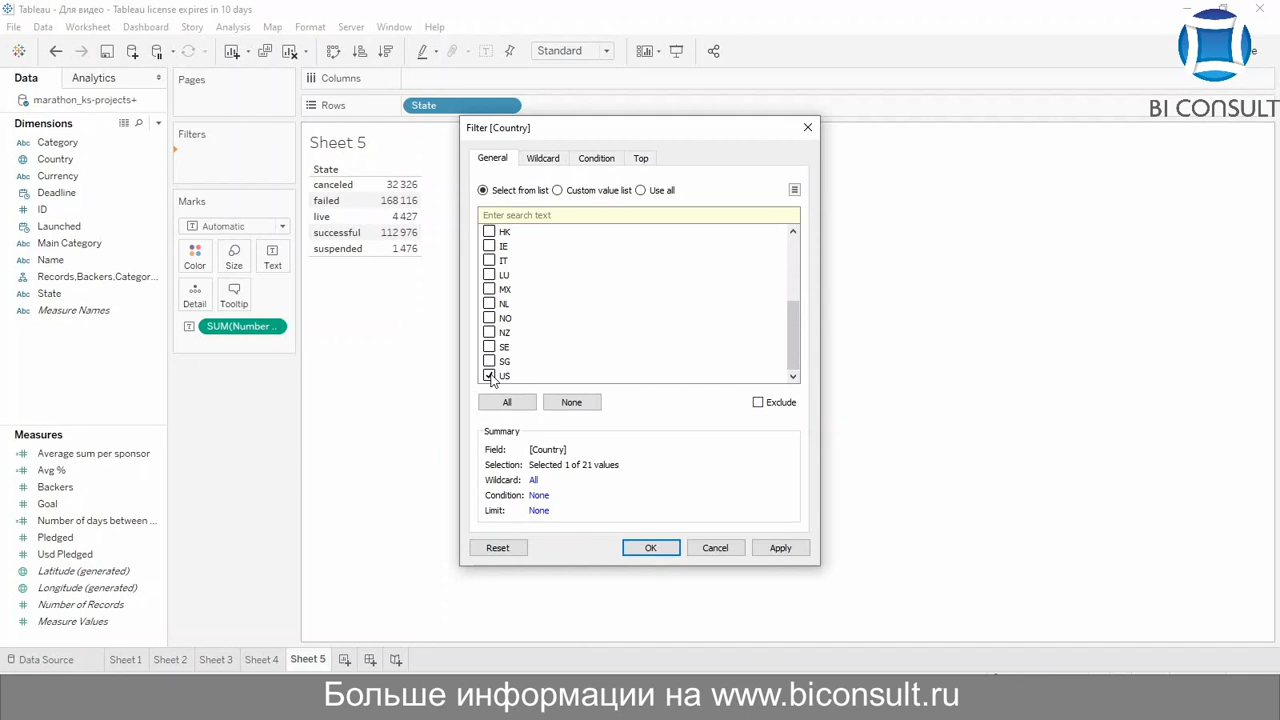 Tableau - Для видео - Tableau license expires in 10 days
File Data Worksheet Dashboard Story Analysis Map Format Server Window Help
Standard
Data Analytics
marathon_ks-projects+
Dimensions
Abc Category
Country
Abc Currency
Deadline
# ID
Launched
Abc Main Category
Abc Name
Records,Backers,Categor...
Abc State
Abc Measure Names
Measures
Average sum per sponsor
Avg %
Backers
Goal
Number of days between ...
Pledged
Usd Pledged
Latitude (generated)
Longitude (generated)
Number of Records
Measure Values
Pages
Filters
Marks
Automatic
Color Size Text
Detail Tooltip
SUM(Number ..
Columns
Rows State
Sheet 5
State
canceled 32 326
failed 168 116
live 4 427
successful 112 976
suspended 1 476
Filter [Country]
General Wildcard Condition Top
Select from list Custom value list Use all
Enter search text
HK
IE
IT
LU
MX
NL
NO
NZ
SE
SG
US
All None Exclude
Summary
Field: [Country]
Selection: Selected 1 of 21 values
Wildcard: All
Condition: None
Limit: None
Reset OK Cancel Apply
BI CONSULT
Data Source Sheet 1 Sheet 2 Sheet 3 Sheet 4 Sheet 5
Больше информации на www.biconsult.ru